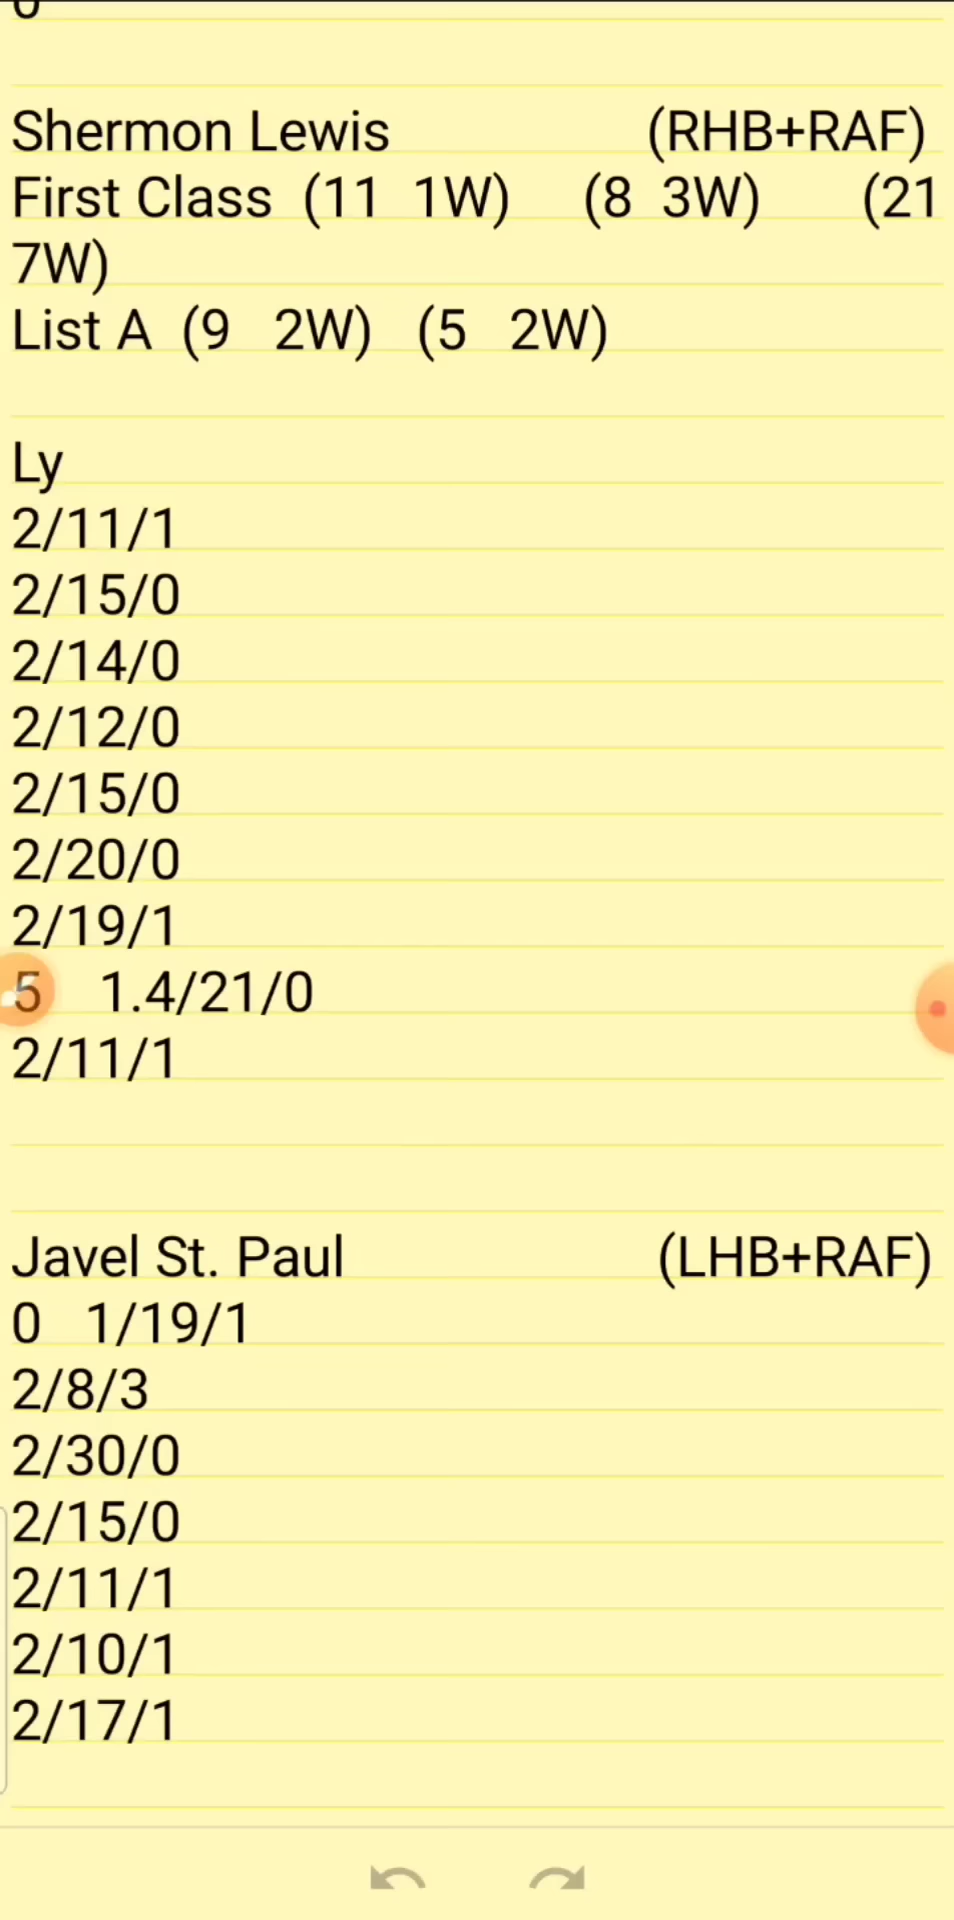 0
Shermon Lewis (RHB+RAF)
First Class (11 1W) (8 3W) (21
7W)
List A (9 2W) (5 2W)
Ly
2/11/1
2/15/0
2/14/0
2/12/0
2/15/0
2/20/0
2/19/1
5 1.4/21/0
2/11/1
Javel St. Paul (LHB+RAF)
0 1/19/1
2/8/3
2/30/0
2/15/0
2/11/1
2/10/1
2/17/1